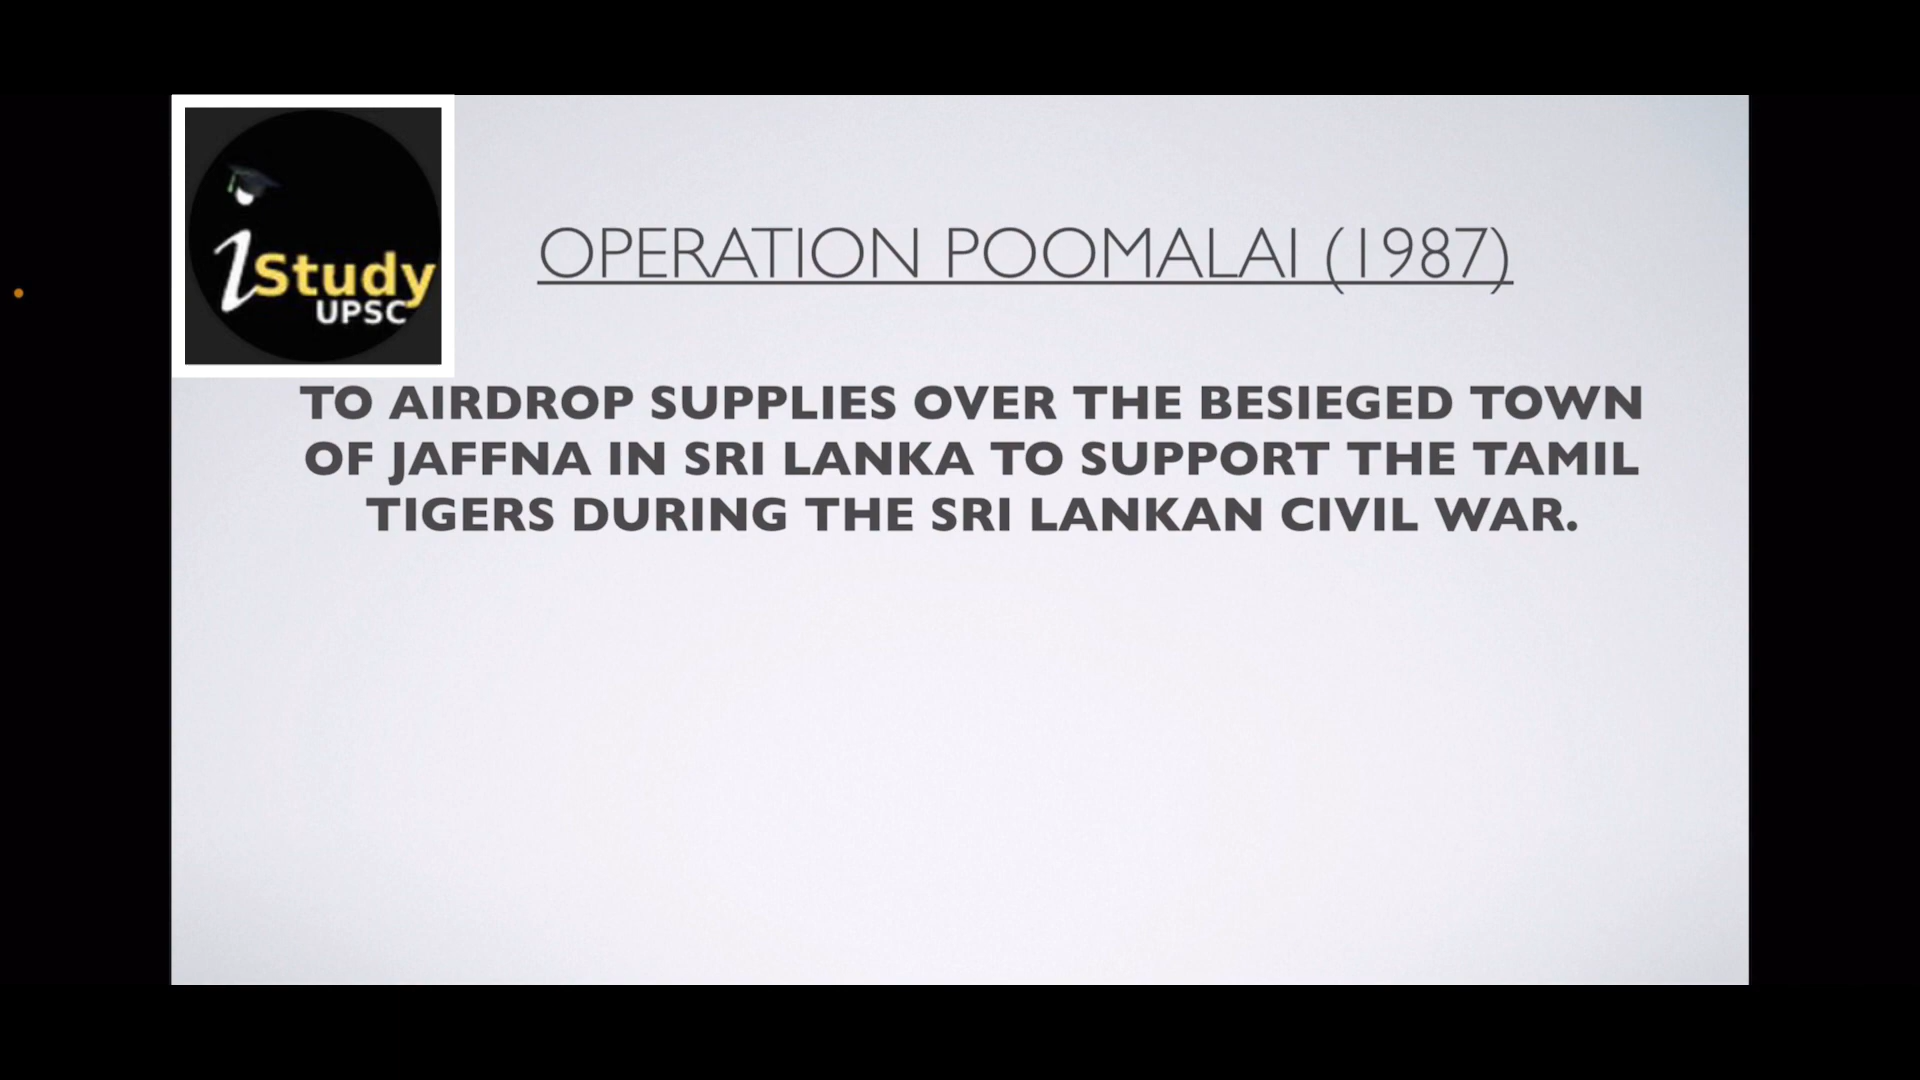 iStudy
UPSC
OPERATION POOMALAI (1987)
TO AIRDROP SUPPLIES OVER THE BESIEGED TOWN
OF JAFFNA IN SRI LANKA TO SUPPORT THE TAMIL
TIGERS DURING THE SRI LANKAN CIVIL WAR.